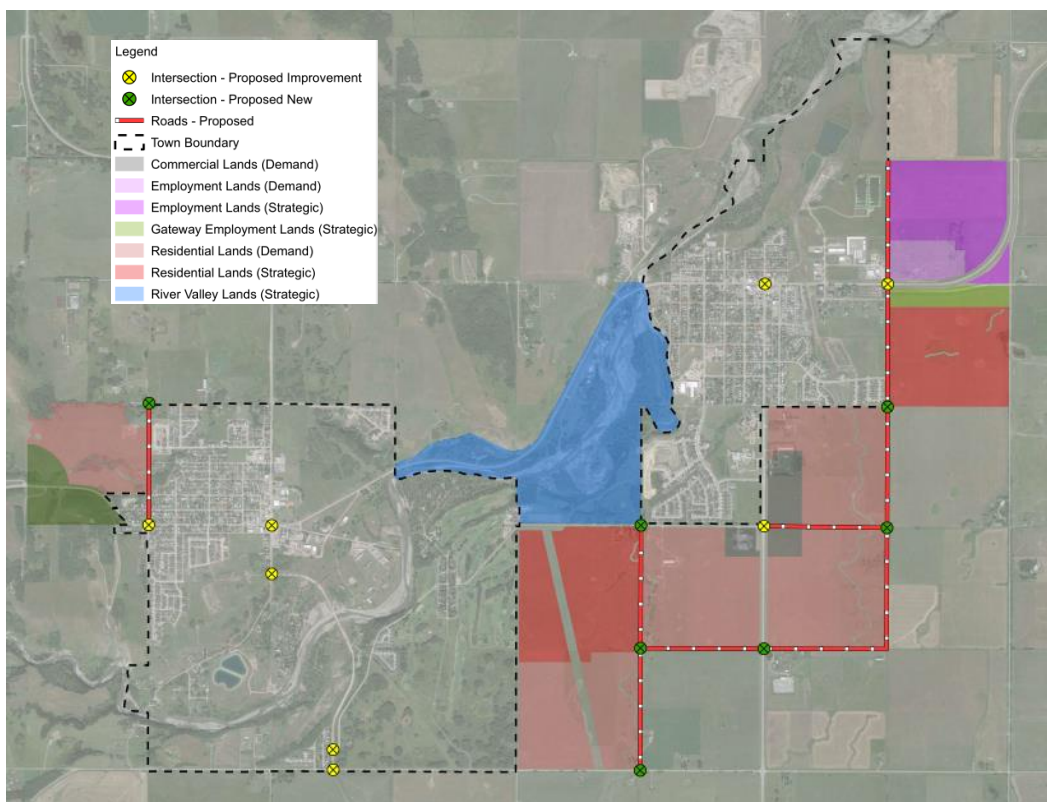 Legend
Intersection - Proposed Improvement
Intersection - Proposed New
Roads - Proposed
Town Boundary
Commercial Lands (Demand)
Employment Lands (Demand)
Employment Lands (Strategic)
Gateway Employment Lands (Strategic)
Residential Lands (Demand)
Residential Lands (Strategic)
River Valley Lands (Strategic)